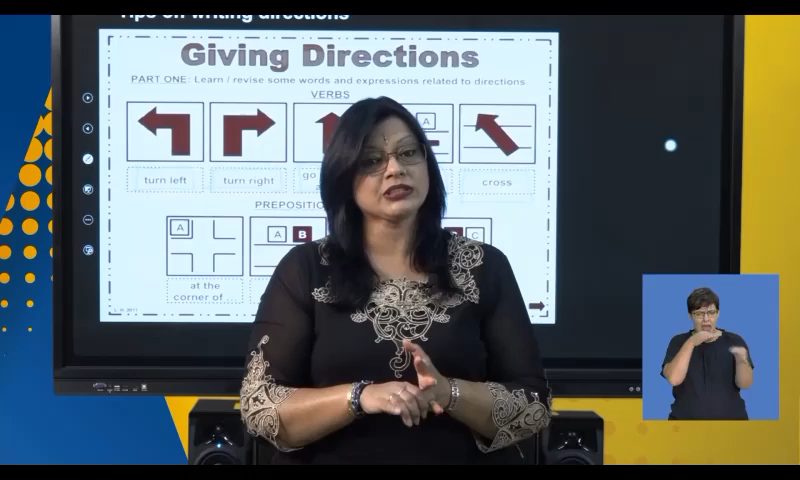 Tips on writing directions
Giving Directions
PART ONE: Learn / revise some words and expressions related to directions.
VERBS
A
turn left
turn right
go
cross
PREPOSITIO
A
A B
C
at the
corner of ...